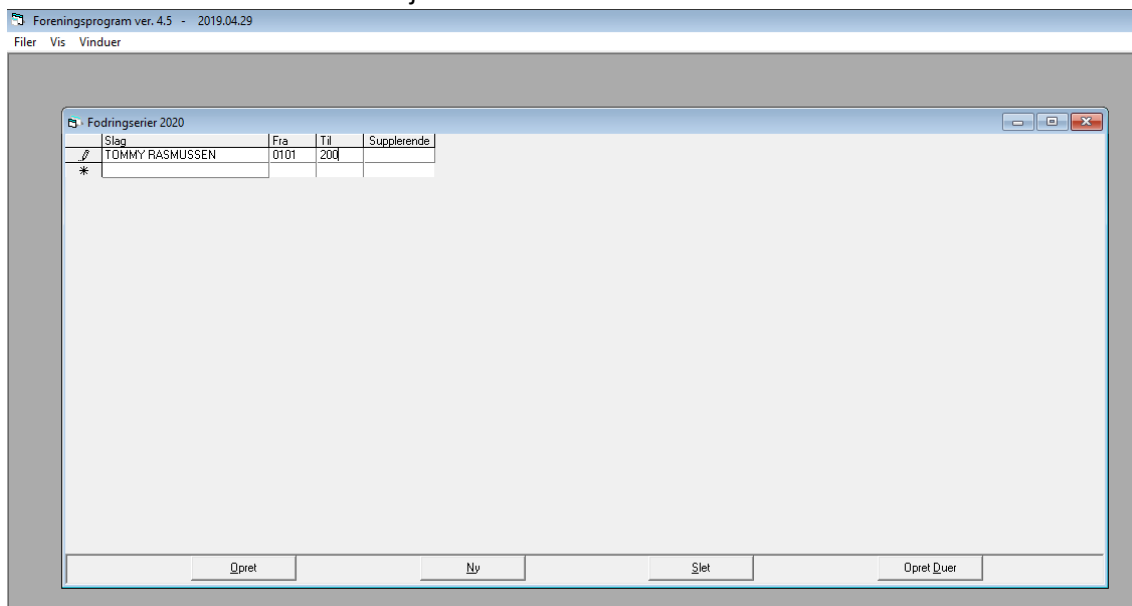 Foreningsprogram ver. 4.5 - 2019.04.29
Filer Vis Vinduer
Fodringserier 2020
Slag Fra Til Supplerende
TOMMY RASMUSSEN 0101 200
Opret Ny Slet Opret Duer